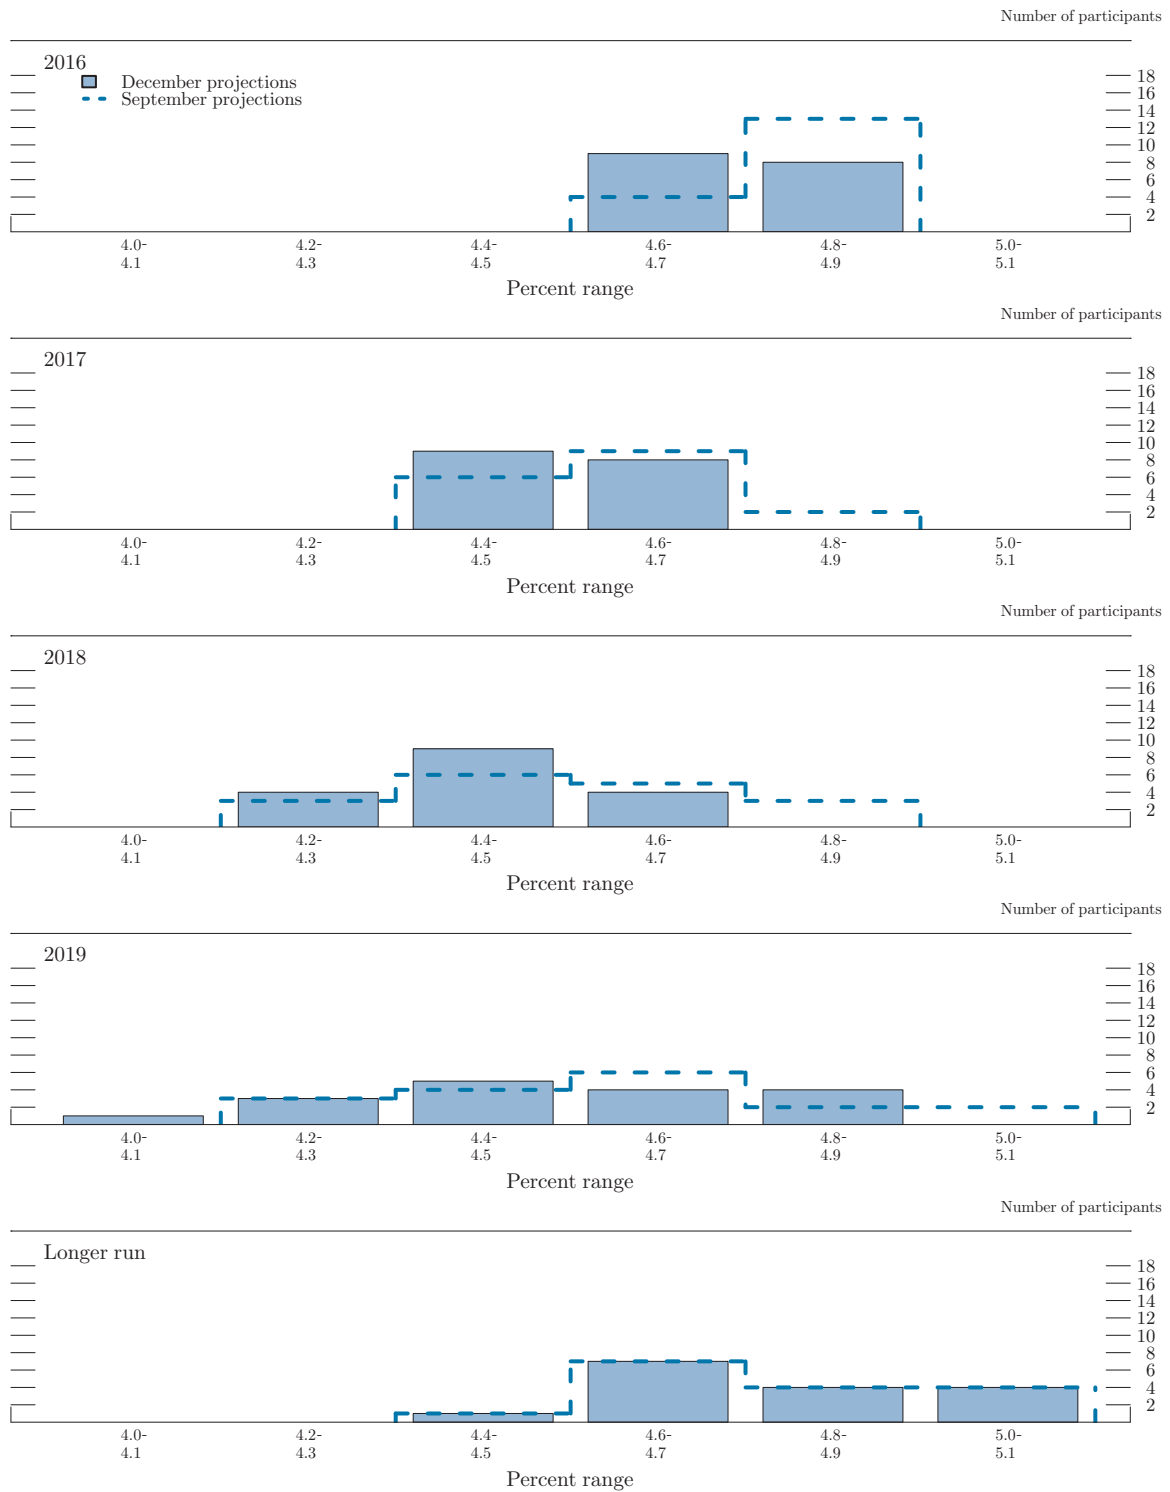 Number of participants
2016
December projections
September projections
18
16
14
12
10
8
6
4
2
4.0- 4.2- 4.4- 4.6- 4.8- 5.0-
4.1 4.3 4.5 4.7 4.9 5.1
Percent range
Number of participants
2017
18
16
14
12
10
8
6
4
2
4.0- 4.2- 4.4- 4.6- 4.8- 5.0-
4.1 4.3 4.5 4.7 4.9 5.1
Percent range
Number of participants
2018
18
16
14
12
10
8
6
4
2
4.0- 4.2- 4.4- 4.6- 4.8- 5.0-
4.1 4.3 4.5 4.7 4.9 5.1
Percent range
Number of participants
2019
18
16
14
12
10
8
6
4
2
4.0- 4.2- 4.4- 4.6- 4.8- 5.0-
4.1 4.3 4.5 4.7 4.9 5.1
Percent range
Number of participants
Longer run
18
16
14
12
10
8
6
4
2
4.0- 4.2- 4.4- 4.6- 4.8- 5.0-
4.1 4.3 4.5 4.7 4.9 5.1
Percent range